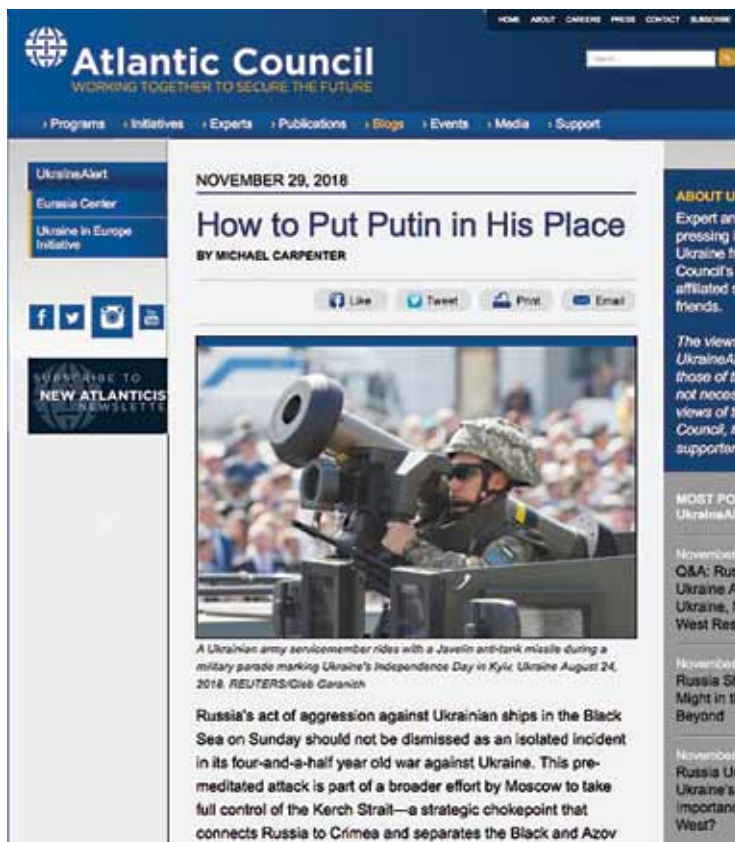 HOME ABOUT CAREERS PRESS CONTACT SUBSCRIBE
Atlantic Council
WORKING TOGETHER TO SECURE THE FUTURE
Programs Initiatives Experts Publications Blogs Events Media Support
UkraineAlert
Eurasia Center
Ukraine in Europe
Initiative
SUBSCRIBE TO
NEW ATLANTICIS
NEWSLETTE
NOVEMBER 29, 2018
How to Put Putin in His Place
BY MICHAEL CARPENTER
Like Tweet Print Email
A Ukrainian army servicemember rides with a Javelin anti-tank missile during a
military parade marking Ukraine's Independence Day in Kyiv, Ukraine August 24,
2018. REUTERS/Gleb Garanich
Russia's act of aggression against Ukrainian ships in the Black
Sea on Sunday should not be dismissed as an isolated incident
in its four-and-a-half year old war against Ukraine. This pre-
meditated attack is part of a broader effort by Moscow to take
full control of the Kerch Strait—a strategic chokepoint that
connects Russia to Crimea and separates the Black and Azov
ABOUT U
Expert an
pressing i
Ukraine f
Council's
affiliated s
friends.
The views
UkraineAl
those of t
not neces
views of t
Council,
supporter
MOST PO
UkraineAl
November
Q&A: Rus
Ukraine A
Ukraine,
West Res
November
Russia S
Might in t
Beyond
November
Russia U
Ukraine's
Importanc
West?